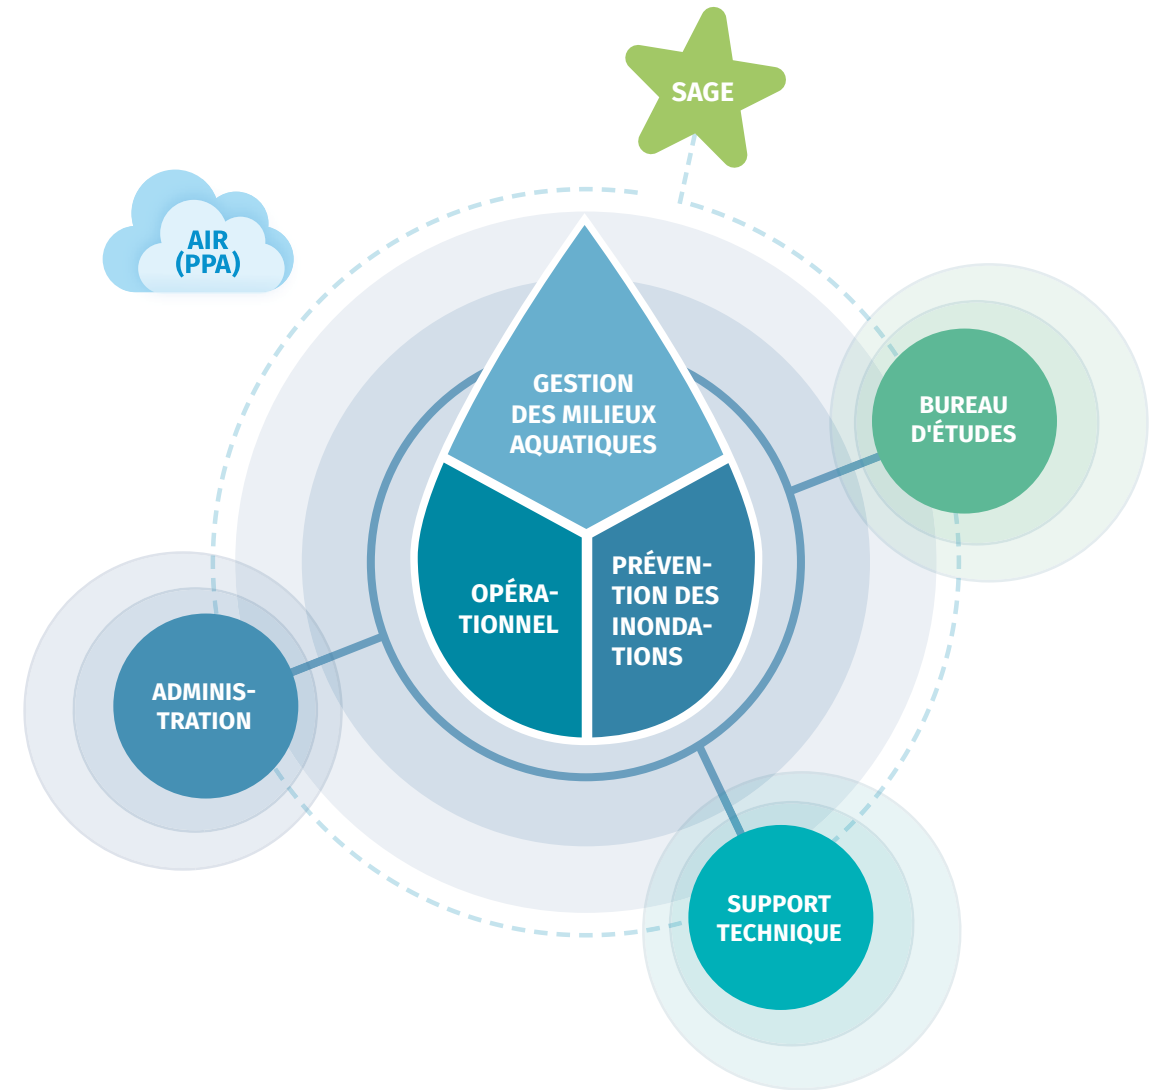 SAGE
AIR
(PPA)
GESTION
DES MILIEUX
AQUATIQUES
BUREAU
D'ÉTUDES
OPÉRA-
TIONNEL
PRÉVEN-
TION DES
INONDA-
TIONS
ADMINIS-
TRATION
SUPPORT
TECHNIQUE